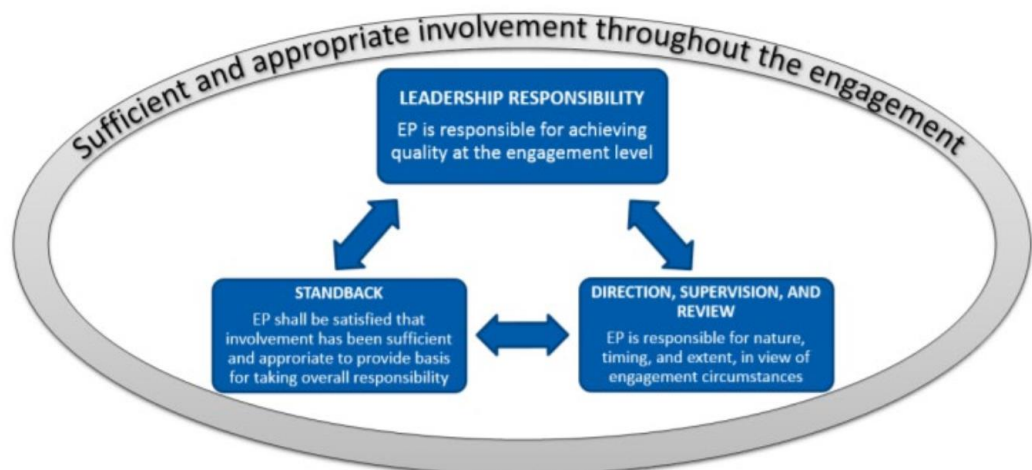 Sufficient and appropriate involvement throughout the engagement
LEADERSHIP RESPONSIBILITY
EP is responsible for achieving
quality at the engagement level
STANDBACK
EP shall be satisfied that
involvement has been sufficient
and approriate to provide basis
for taking overall responsibility
DIRECTION, SUPERVISION, AND
REVIEW
EP is responsible for nature,
timing, and extent, in view of
engagement circumstances